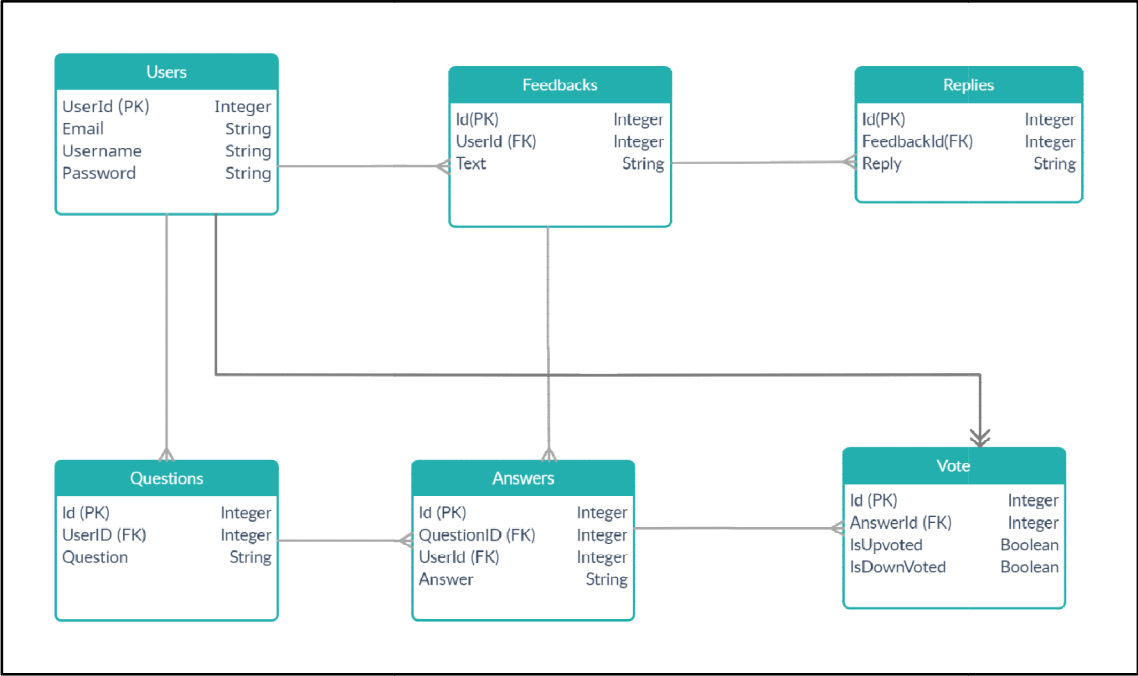 Users
UserId (PK) Integer
Email String
Username String
Password String
Feedbacks
Id(PK) Integer
UserId (FK) Integer
Text String
Replies
Id(PK) Integer
FeedbackId(FK) Integer
Reply String
Questions
Id (PK) Integer
UserID (FK) Integer
Question String
Answers
Id (PK) Integer
QuestionID (FK) Integer
UserId (FK) Integer
Answer String
Vote
Id (PK) Integer
AnswerId (FK) Integer
IsUpvoted Boolean
IsDownVoted Boolean